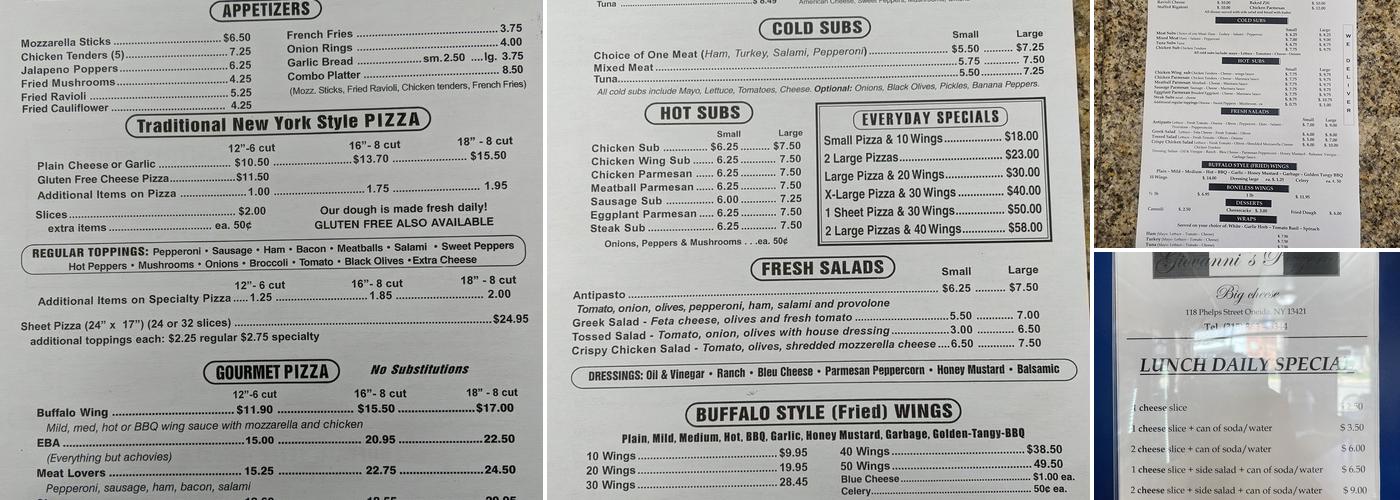 APPETIZERS
Mozzarella Sticks $6.50
Chicken Tenders (5) 7.25
Jalapeno Poppers 6.25
Fried Mushrooms 4.25
Fried Ravioli 5.25
Fried Cauliflower 4.25
French Fries 3.75
Onion Rings 4.00
Garlic Bread sm.2.50 ....lg. 3.75
Combo Platter 8.50
(Mozz. Sticks, Fried Ravioli, Chicken tenders, French Fries)
Traditional New York Style PIZZA
12"-6 cut 16"- 8 cut 18" - 8 cut
Plain Cheese or Garlic $10.50 $13.70 $15.50
Gluten Free Cheese Pizza $11.50
Additional Items on Pizza 1.00 1.75 1.95
Slices $2.00
extra items ea. 50¢
Our dough is made fresh daily!
GLUTEN FREE ALSO AVAILABLE
REGULAR TOPPINGS: Pepperoni • Sausage • Ham • Bacon • Meatballs • Salami • Sweet Peppers
Hot Peppers • Mushrooms • Onions • Broccoli • Tomato • Black Olives •Extra Cheese
12"- 6 cut 16"- 8 cut 18" - 8 cut
Additional Items on Specialty Pizza 1.25 1.85 2.00
Sheet Pizza (24" x 17") (24 or 32 slices) $24.95
additional toppings each: $2.25 regular $2.75 specialty
GOURMET PIZZA No Substitutions
12"-6 cut 16"- 8 cut 18" - 8 cut
Buffalo Wing $11.90 $15.50 $17.00
Mild, med, hot or BBQ wing sauce with mozzarella and chicken
EBA 15.00 20.95 22.50
(Everything but achovies)
Meat Lovers 15.25 22.75 24.50
Pepperoni, sausage, ham, bacon, salami
Tuna $ 8.49
COLD SUBS
Small Large
Choice of One Meat (Ham, Turkey, Salami, Pepperoni) $5.50 $7.25
Mixed Meat 5.75 7.50
Tuna 5.50 7.25
All cold subs include Mayo, Lettuce, Tomatoes, Cheese. Optional: Onions, Black Olives, Pickles, Banana Peppers.
HOT SUBS
Small Large
Chicken Sub $6.25 $7.50
Chicken Wing Sub 6.25 7.50
Chicken Parmesan 6.25 7.50
Meatball Parmesan 6.25 7.50
Sausage Sub 6.00 7.25
Eggplant Parmesan 6.25 7.50
Steak Sub 6.25 7.50
Onions, Peppers & Mushrooms . . .ea. 50¢
EVERYDAY SPECIALS
Small Pizza & 10 Wings $18.00
2 Large Pizzas $23.00
Large Pizza & 20 Wings $30.00
X-Large Pizza & 30 Wings $40.00
1 Sheet Pizza & 30 Wings $50.00
2 Large Pizzas & 40 Wings $58.00
FRESH SALADS
Small Large
Antipasto $6.25 $7.50
Tomato, onion, olives, pepperoni, ham, salami and provolone
Greek Salad - Feta cheese, olives and fresh tomato 5.50 7.00
Tossed Salad - Tomato, onion, olives with house dressing 3.00 6.50
Crispy Chicken Salad - Tomato, olives, shredded mozzerella cheese 6.50 7.50
DRESSINGS: Oil & Vinegar • Ranch • Bleu Cheese • Parmesan Peppercorn • Honey Mustard • Balsamic
BUFFALO STYLE (Fried) WINGS
Plain, Mild, Medium, Hot, BBQ, Garlic, Honey Mustard, Garbage, Golden-Tangy-BBQ
10 Wings $9.95
20 Wings 19.95
30 Wings 28.45
40 Wings $38.50
50 Wings 49.50
Blue Cheese $1.00 ea.
Celery 50¢ ea.
COLD SUBS
HOT SUBS
FRESH SALADS
BUFFALO STYLE (FRIED) WINGS
Plain - Mild - Medium - Hot - BBQ - Garlic - Honey Mustard - Garbage - Golden Tangy BBQ
BONELESS WINGS
DESSERTS
Cannoli $ 2.50 Cheesecake $ 3.00 Fried Dough $ 6.00
WRAPS
WE DELIVER
Big cheese
118 Phelps Street Oneida, NY 13421
LUNCH DAILY SPECIAL
1 cheese slice
1 cheese slice + can of soda/water $ 3.50
2 cheese slice + can of soda/water $ 6.00
1 cheese slice + side salad + can of soda/water $ 6.50
2 cheese slice + side salad + can of soda/water $ 9.00